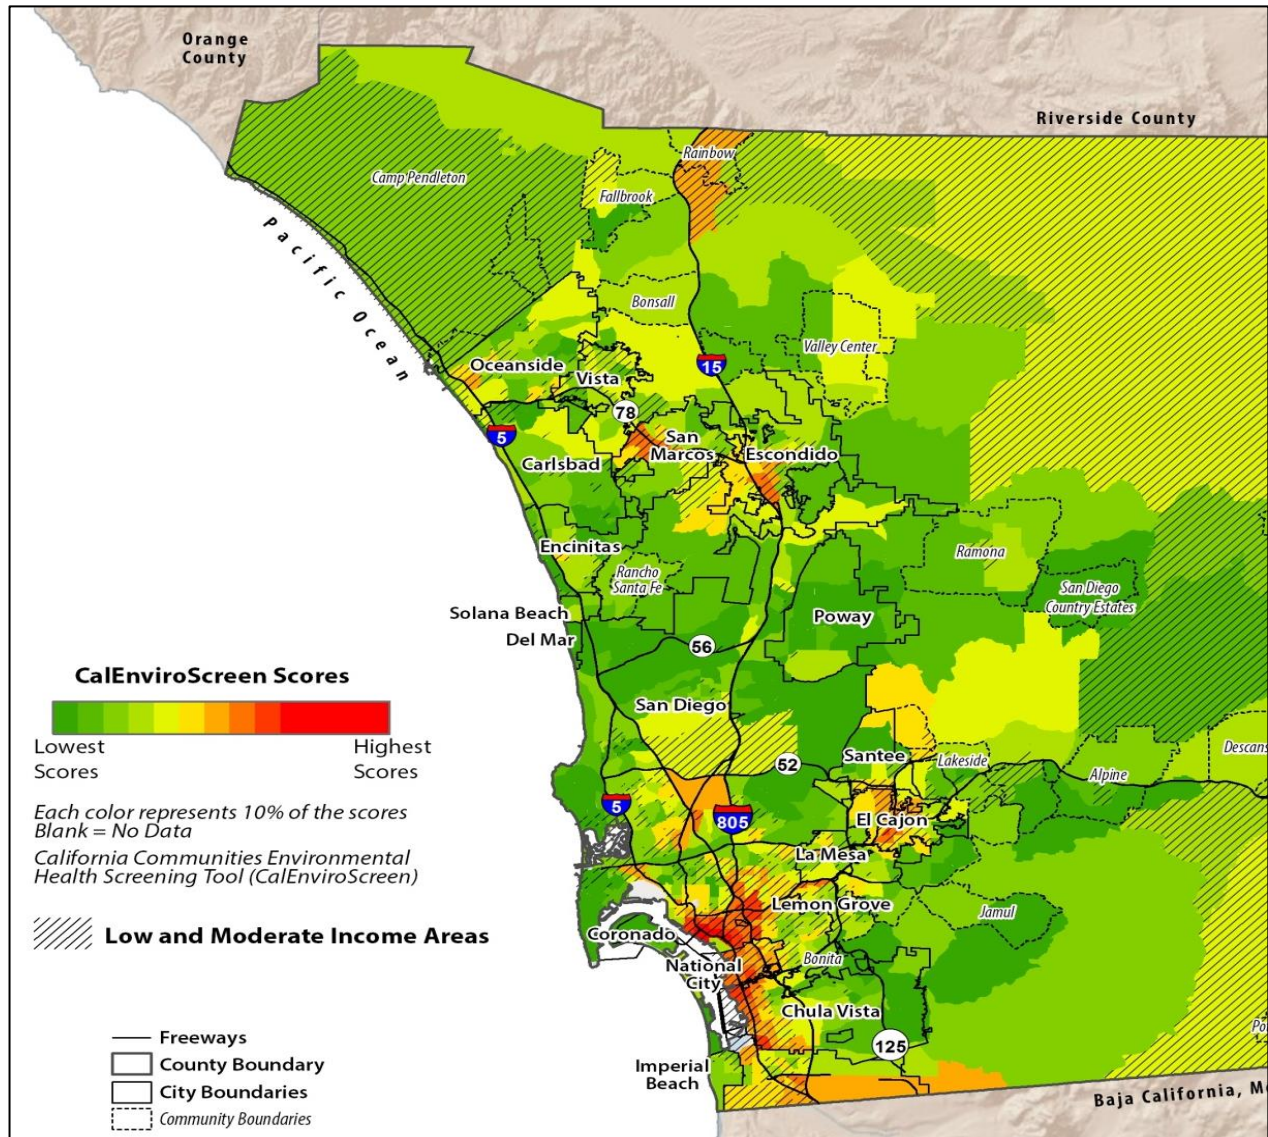 Orange
County
Riverside County
Rainbow
Camp Pendleton
Fallbrook
Pacific Ocean
Bonsall
Valley Center
15
Oceanside
Vista
78
5
San
Marcos
Escondido
Carlsbad
Encinitas
Ramona
Rancho
Santa Fe
San Diego
Country Estates
Solana Beach
Poway
Del Mar
56
San Diego
CalEnviroScreen Scores
Lowest
Scores
Highest
Scores
Each color represents 10% of the scores
Blank = No Data
California Communities Environmental
Health Screening Tool (CalEnviroScreen)
Low and Moderate Income Areas
Santee
52
Lakeside
Descans
Alpine
5
805
El Cajon
La Mesa
Lemon Grove
Jamul
Coronado
National
City
Bonita
Chula Vista
125
Imperial
Beach
Po
Baja California, M
Freeways
County Boundary
City Boundaries
Community Boundaries